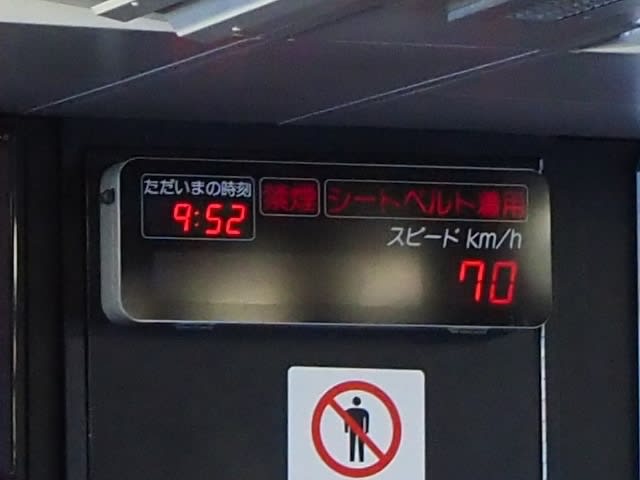 ただいまの時刻
9:52
禁煙
シートベルト着用
スピード km/h
70